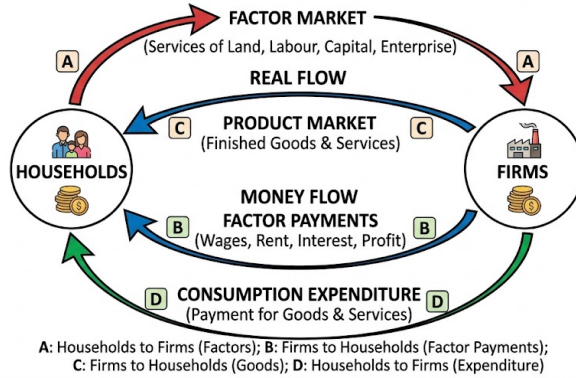 FACTOR MARKET
(Services of Land, Labour, Capital, Enterprise)
A
A
REAL FLOW
C
PRODUCT MARKET
C
(Finished Goods & Services)
HOUSEHOLDS
FIRMS
MONEY FLOW
B
FACTOR PAYMENTS
B
(Wages, Rent, Interest, Profit)
D
CONSUMPTION EXPENDITURE
D
(Payment for Goods & Services)
A: Households to Firms (Factors); B: Firms to Households (Factor Payments);
C: Firms to Households (Goods); D: Households to Firms (Expenditure)